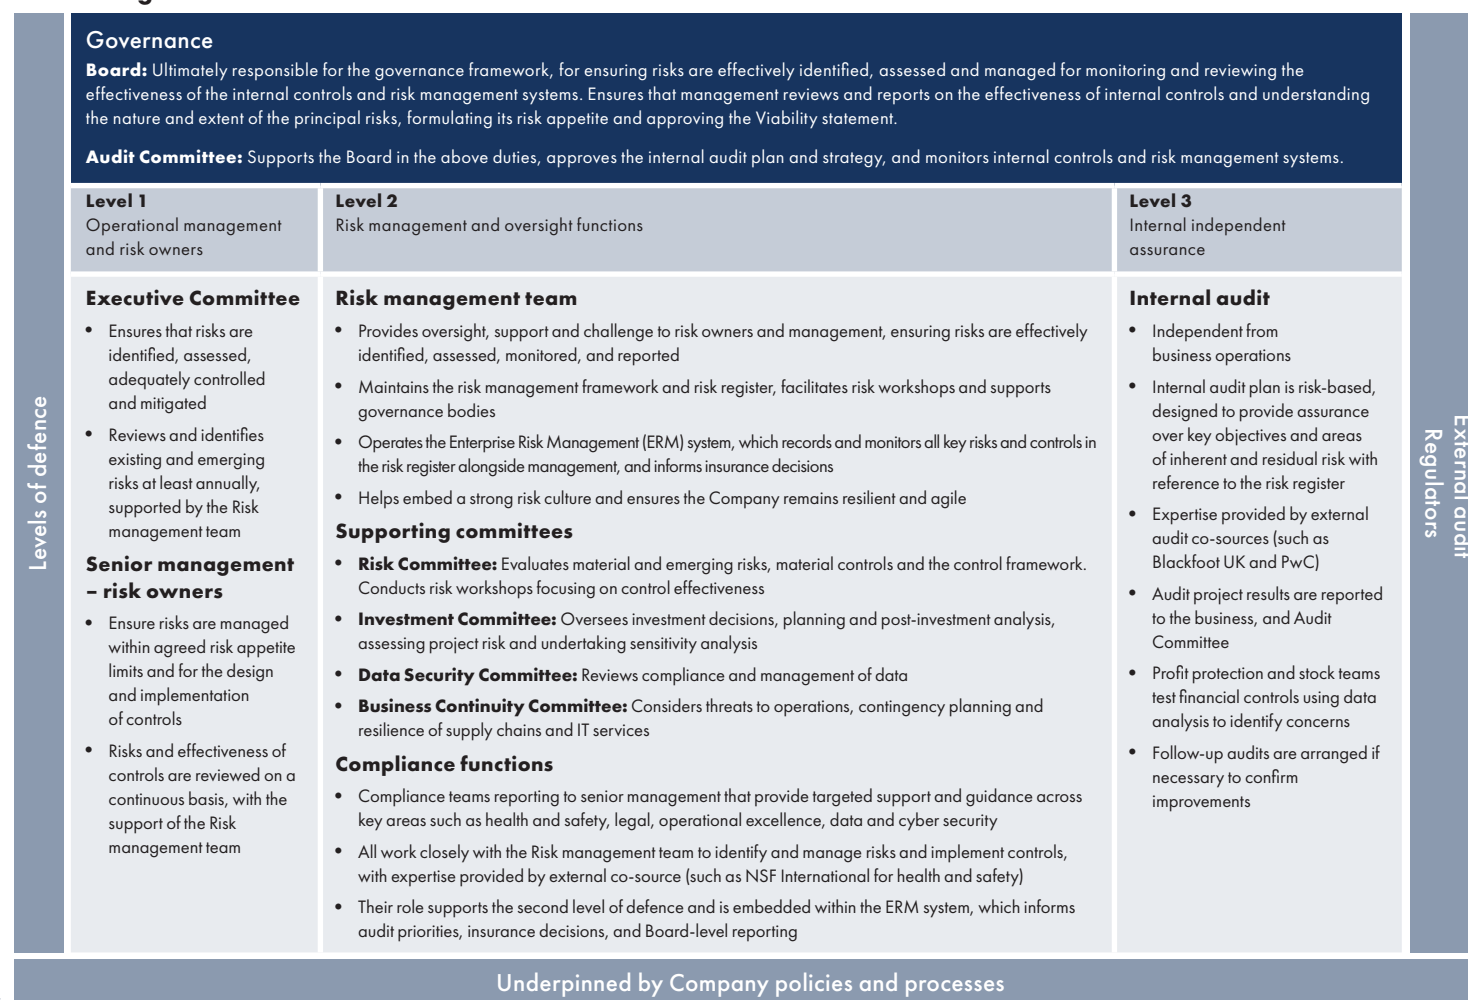 Governance
Board: Ultimately responsible for the governance framework, for ensuring risks are effectively identified, assessed and managed for monitoring and reviewing the
effectiveness of the internal controls and risk management systems. Ensures that management reviews and reports on the effectiveness of internal controls and understanding
the nature and extent of the principal risks, formulating its risk appetite and approving the Viability statement.
Audit Committee: Supports the Board in the above duties, approves the internal audit plan and strategy, and monitors internal controls and risk management systems.
Levels of defence
Level 1
Operational management
and risk owners
Executive Committee
• Ensures that risks are
identified, assessed,
adequately controlled
and mitigated
• Reviews and identifies
existing and emerging
risks at least annually,
supported by the Risk
management team
Senior management
– risk owners
• Ensure risks are managed
within agreed risk appetite
limits and for the design
and implementation
of controls
• Risks and effectiveness of
controls are reviewed on a
continuous basis, with the
support of the Risk
management team
Level 2
Risk management and oversight functions
Risk management team
• Provides oversight, support and challenge to risk owners and management, ensuring risks are effectively
identified, assessed, monitored, and reported
• Maintains the risk management framework and risk register, facilitates risk workshops and supports
governance bodies
• Operates the Enterprise Risk Management (ERM) system, which records and monitors all key risks and controls in
the risk register alongside management, and informs insurance decisions
• Helps embed a strong risk culture and ensures the Company remains resilient and agile
Supporting committees
• Risk Committee: Evaluates material and emerging risks, material controls and the control framework.
Conducts risk workshops focusing on control effectiveness
• Investment Committee: Oversees investment decisions, planning and post-investment analysis,
assessing project risk and undertaking sensitivity analysis
• Data Security Committee: Reviews compliance and management of data
• Business Continuity Committee: Considers threats to operations, contingency planning and
resilience of supply chains and IT services
Compliance functions
• Compliance teams reporting to senior management that provide targeted support and guidance across
key areas such as health and safety, legal, operational excellence, data and cyber security
• All work closely with the Risk management team to identify and manage risks and implement controls,
with expertise provided by external co-source (such as NSF International for health and safety)
• Their role supports the second level of defence and is embedded within the ERM system, which informs
audit priorities, insurance decisions, and Board-level reporting
Level 3
Internal independent
assurance
Internal audit
• Independent from
business operations
• Internal audit plan is risk-based,
designed to provide assurance
over key objectives and areas
of inherent and residual risk with
reference to the risk register
• Expertise provided by external
audit co-sources (such as
Blackfoot UK and PwC)
• Audit project results are reported
to the business, and Audit
Committee
• Profit protection and stock teams
test financial controls using data
analysis to identify concerns
• Follow-up audits are arranged if
necessary to confirm
improvements
External audit
Regulators
Underpinned by Company policies and processes